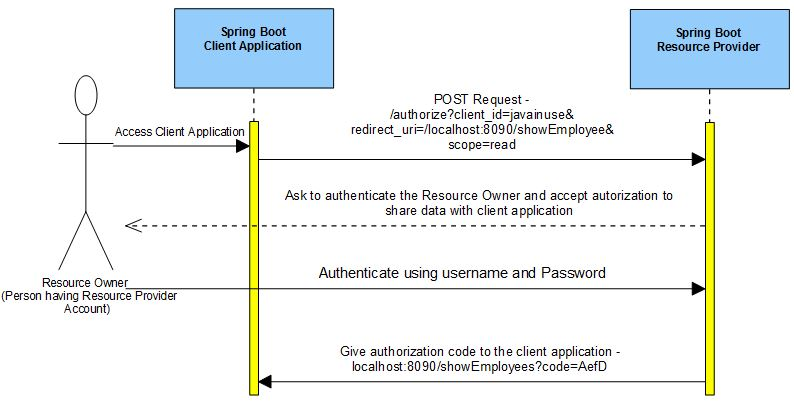 Spring Boot
Client Application
Spring Boot
Resource Provider
POST Request -
/authorize?client_id=javainuse&
redirect_uri=/localhost:8090/showEmployee&
scope=read
Access Client Application
Ask to authenticate the Resource Owner and accept autorization to
share data with client application
Resource Owner
(Person having Resource Provider
Account)
Authenticate using username and Password
Give authorization code to the client application -
localhost:8090/showEmployees?code=AefD